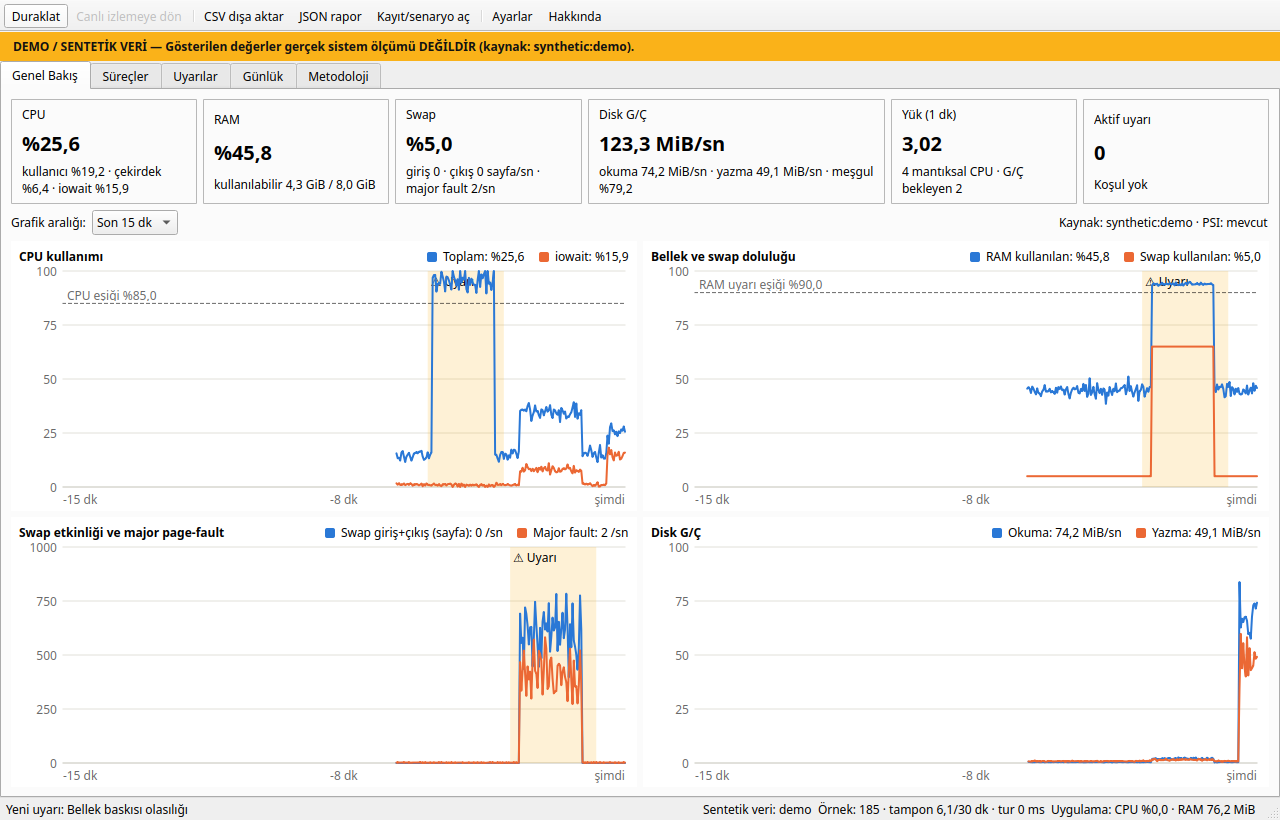 Duraklat Canlı izlemeye dön CSV dışa aktar JSON rapor Kayıt/senaryo aç Ayarlar Hakkında
DEMO / SENTETİK VERİ — Gösterilen değerler gerçek sistem ölçümü DEĞİLDİR (kaynak: synthetic:demo).
Genel Bakış Süreçler Uyarılar Günlük Metodoloji
CPU
%25,6
kullanıcı %19,2 · çekirdek
%6,4 · iowait %15,9
RAM
%45,8
kullanılabilir 4,3 GiB / 8,0 GiB
Swap
%5,0
giriş 0 · çıkış 0 sayfa/sn ·
major fault 2/sn
Disk G/Ç
123,3 MiB/sn
okuma 74,2 MiB/sn · yazma 49,1 MiB/sn · meşgul
%79,2
Yük (1 dk)
3,02
4 mantıksal CPU · G/Ç
bekleyen 2
Aktif uyarı
0
Koşul yok
Grafik aralığı: Son 15 dk
Kaynak: synthetic:demo · PSI: mevcut
CPU kullanımı Toplam: %25,6 iowait: %15,9
100
⚠ Uyarı
CPU eşiği %85,0
75
50
25
0
-15 dk -8 dk şimdi
Bellek ve swap doluluğu RAM kullanılan: %45,8 Swap kullanılan: %5,0
100
⚠ Uyarı
RAM uyarı eşiği %90,0
75
50
25
0
-15 dk -8 dk şimdi
Swap etkinliği ve major page-fault Swap giriş+çıkış (sayfa): 0 /sn Major fault: 2 /sn
1000
⚠ Uyarı
750
500
250
0
-15 dk -8 dk şimdi
Disk G/Ç Okuma: 74,2 MiB/sn Yazma: 49,1 MiB/sn
100
75
50
25
0
-15 dk -8 dk şimdi
Yeni uyarı: Bellek baskısı olasılığı
Sentetik veri: demo Örnek: 185 · tampon 6,1/30 dk · tur 0 ms Uygulama: CPU %0,0 · RAM 76,2 MiB